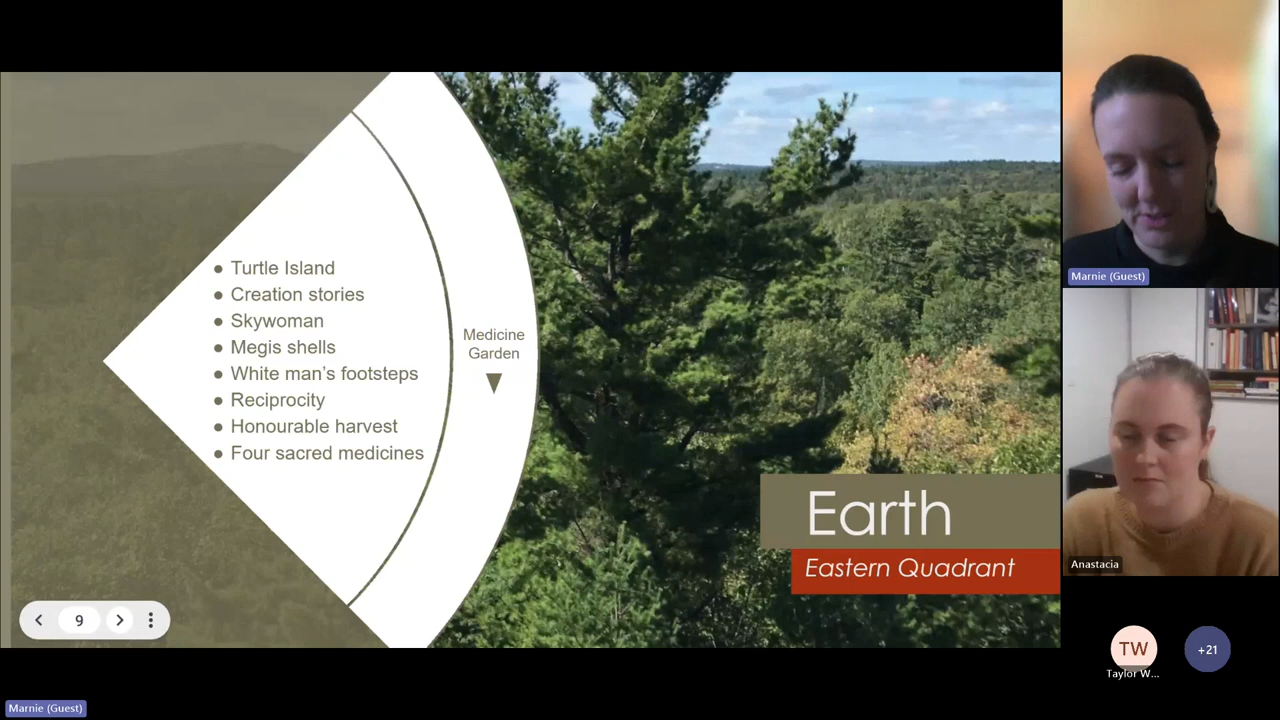 ● Turtle Island
● Creation stories
● Skywoman
● Megis shells
● White man’s footsteps
● Reciprocity
● Honourable harvest
● Four sacred medicines
Medicine
Garden
Earth
Eastern Quadrant
9
Marnie (Guest)
Marnie (Guest)
Anastacia
TW
Taylor W...
+21